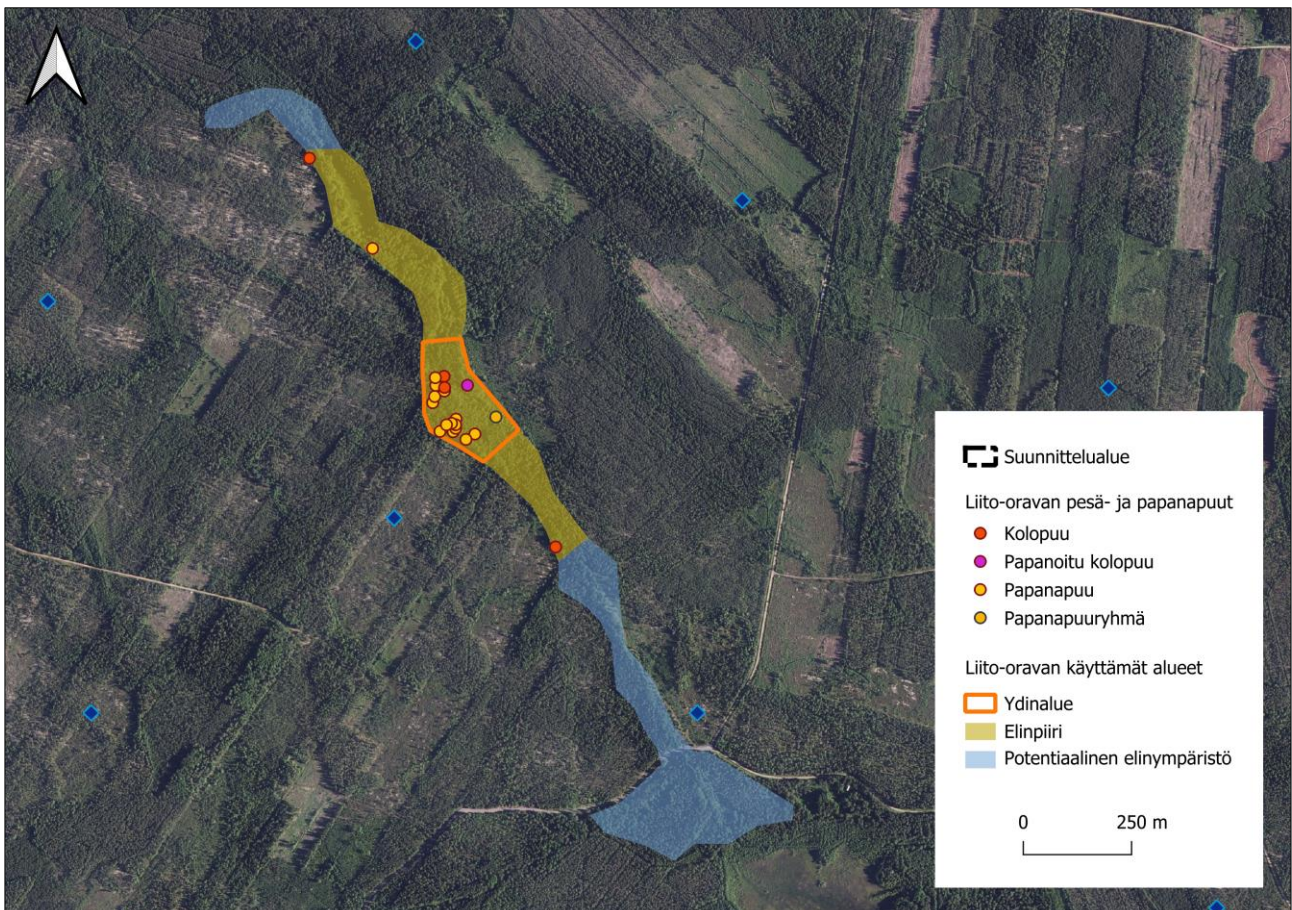 Suunnittelualue
Liito-oravan pesä- ja papanapuut
Kolopuu
Papanoitu kolopuu
Papanapuu
Papanapuuryhmä
Liito-oravan käyttämät alueet
Ydinalue
Elinpiiri
Potentiaalinen elinympäristö
0 250 m